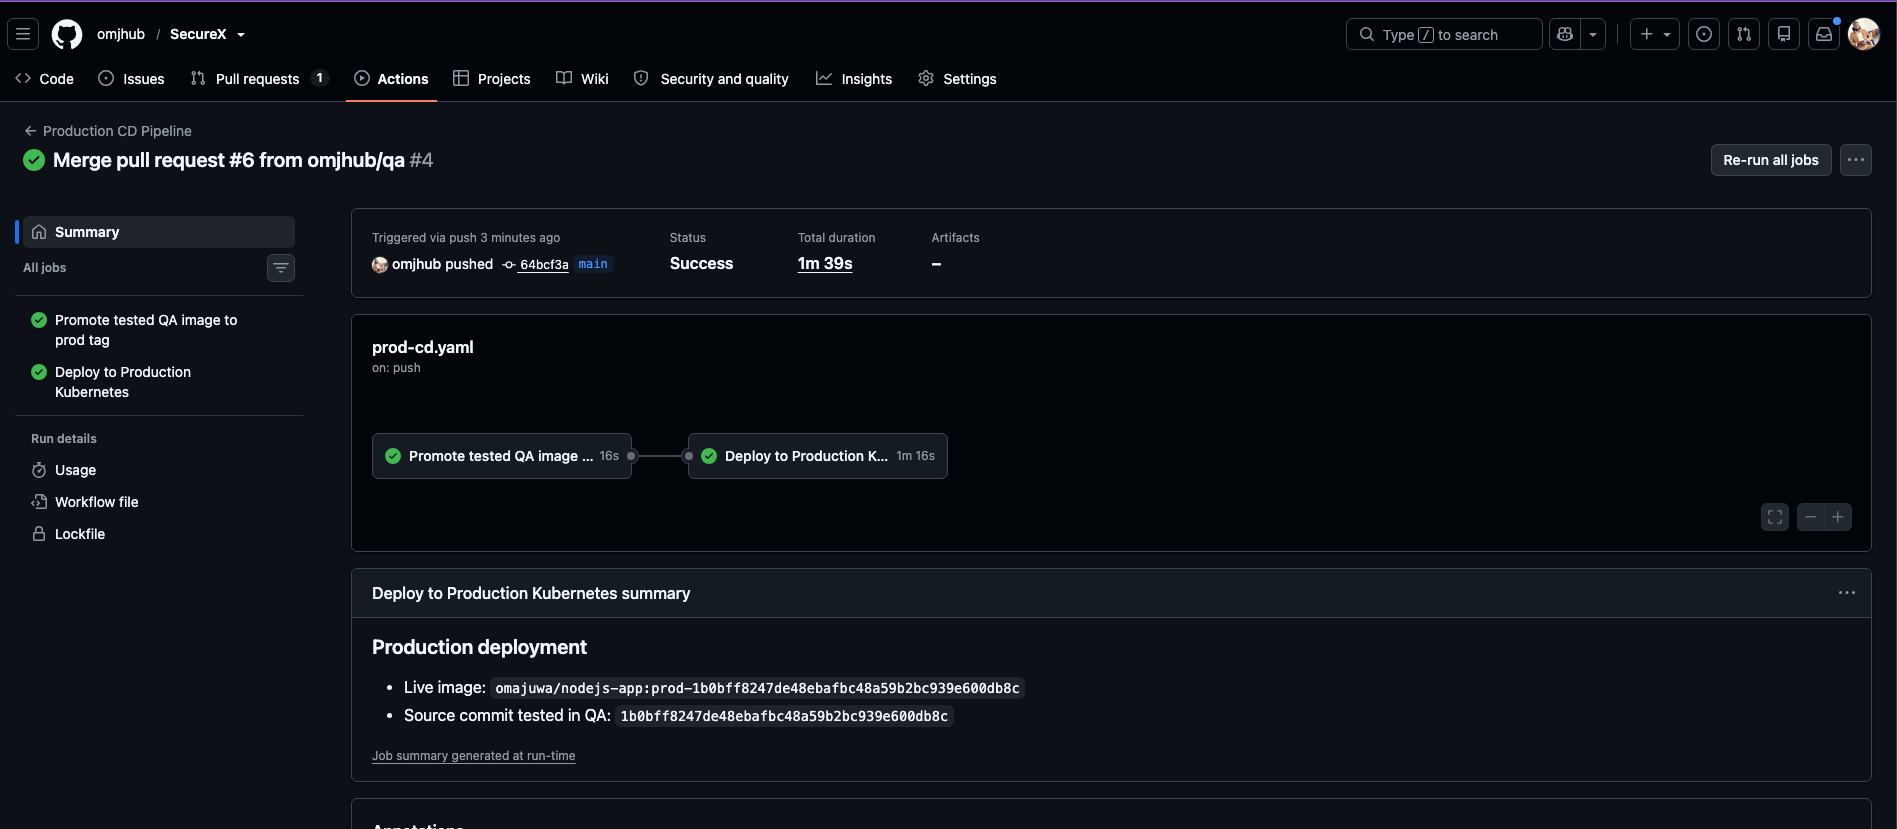 omjhub / SecureX
Type / to search
Code
Issues
Pull requests 1
Actions
Projects
Wiki
Security and quality
Insights
Settings
Production CD Pipeline
Merge pull request #6 from omjhub/qa #4
Re-run all jobs
Summary
All jobs
Promote tested QA image to
prod tag
Deploy to Production
Kubernetes
Run details
Usage
Workflow file
Lockfile
Triggered via push 3 minutes ago
omjhub pushed 64bcf3a main
Status
Success
Total duration
1m 39s
Artifacts
–
prod-cd.yaml
on: push
Promote tested QA image ... 16s
Deploy to Production K... 1m 16s
Deploy to Production Kubernetes summary
Production deployment
• Live image: omajuwa/nodejs-app:prod-1b0bff8247de48ebafbc48a59b2bc939e600db8c
• Source commit tested in QA: 1b0bff8247de48ebafbc48a59b2bc939e600db8c
Job summary generated at run-time
Annotations